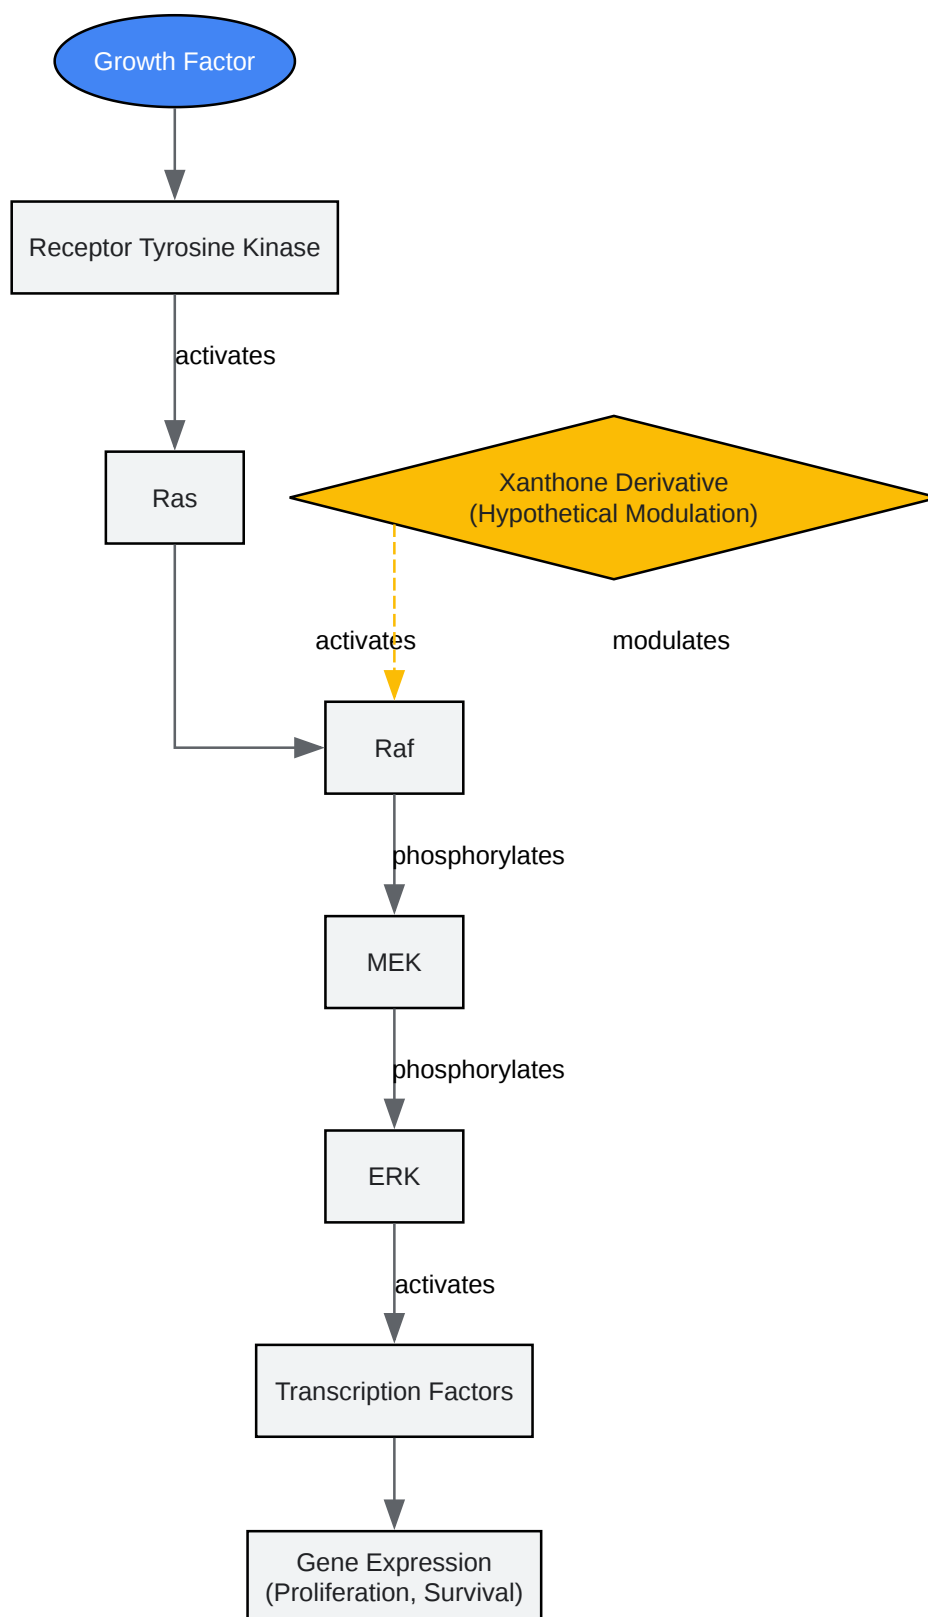 Growth Factor
Receptor Tyrosine Kinase
activates
Ras
Xanthone Derivative
(Hypothetical Modulation)
activates
modulates
Raf
phosphorylates
MEK
phosphorylates
ERK
activates
Transcription Factors
Gene Expression
(Proliferation, Survival)